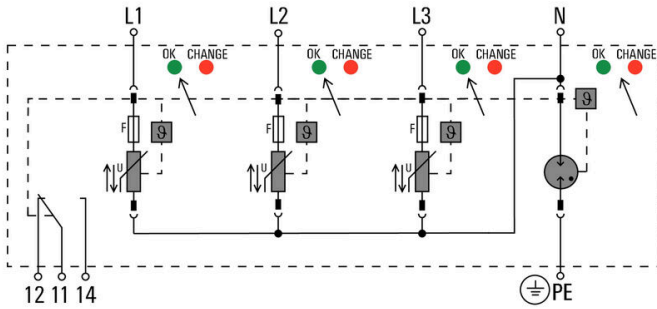 L1 L2 L3 N
OK CHANGE OK CHANGE OK CHANGE OK CHANGE
ϑ
F ϑ F ϑ F ϑ
U U U
12 11 14 PE